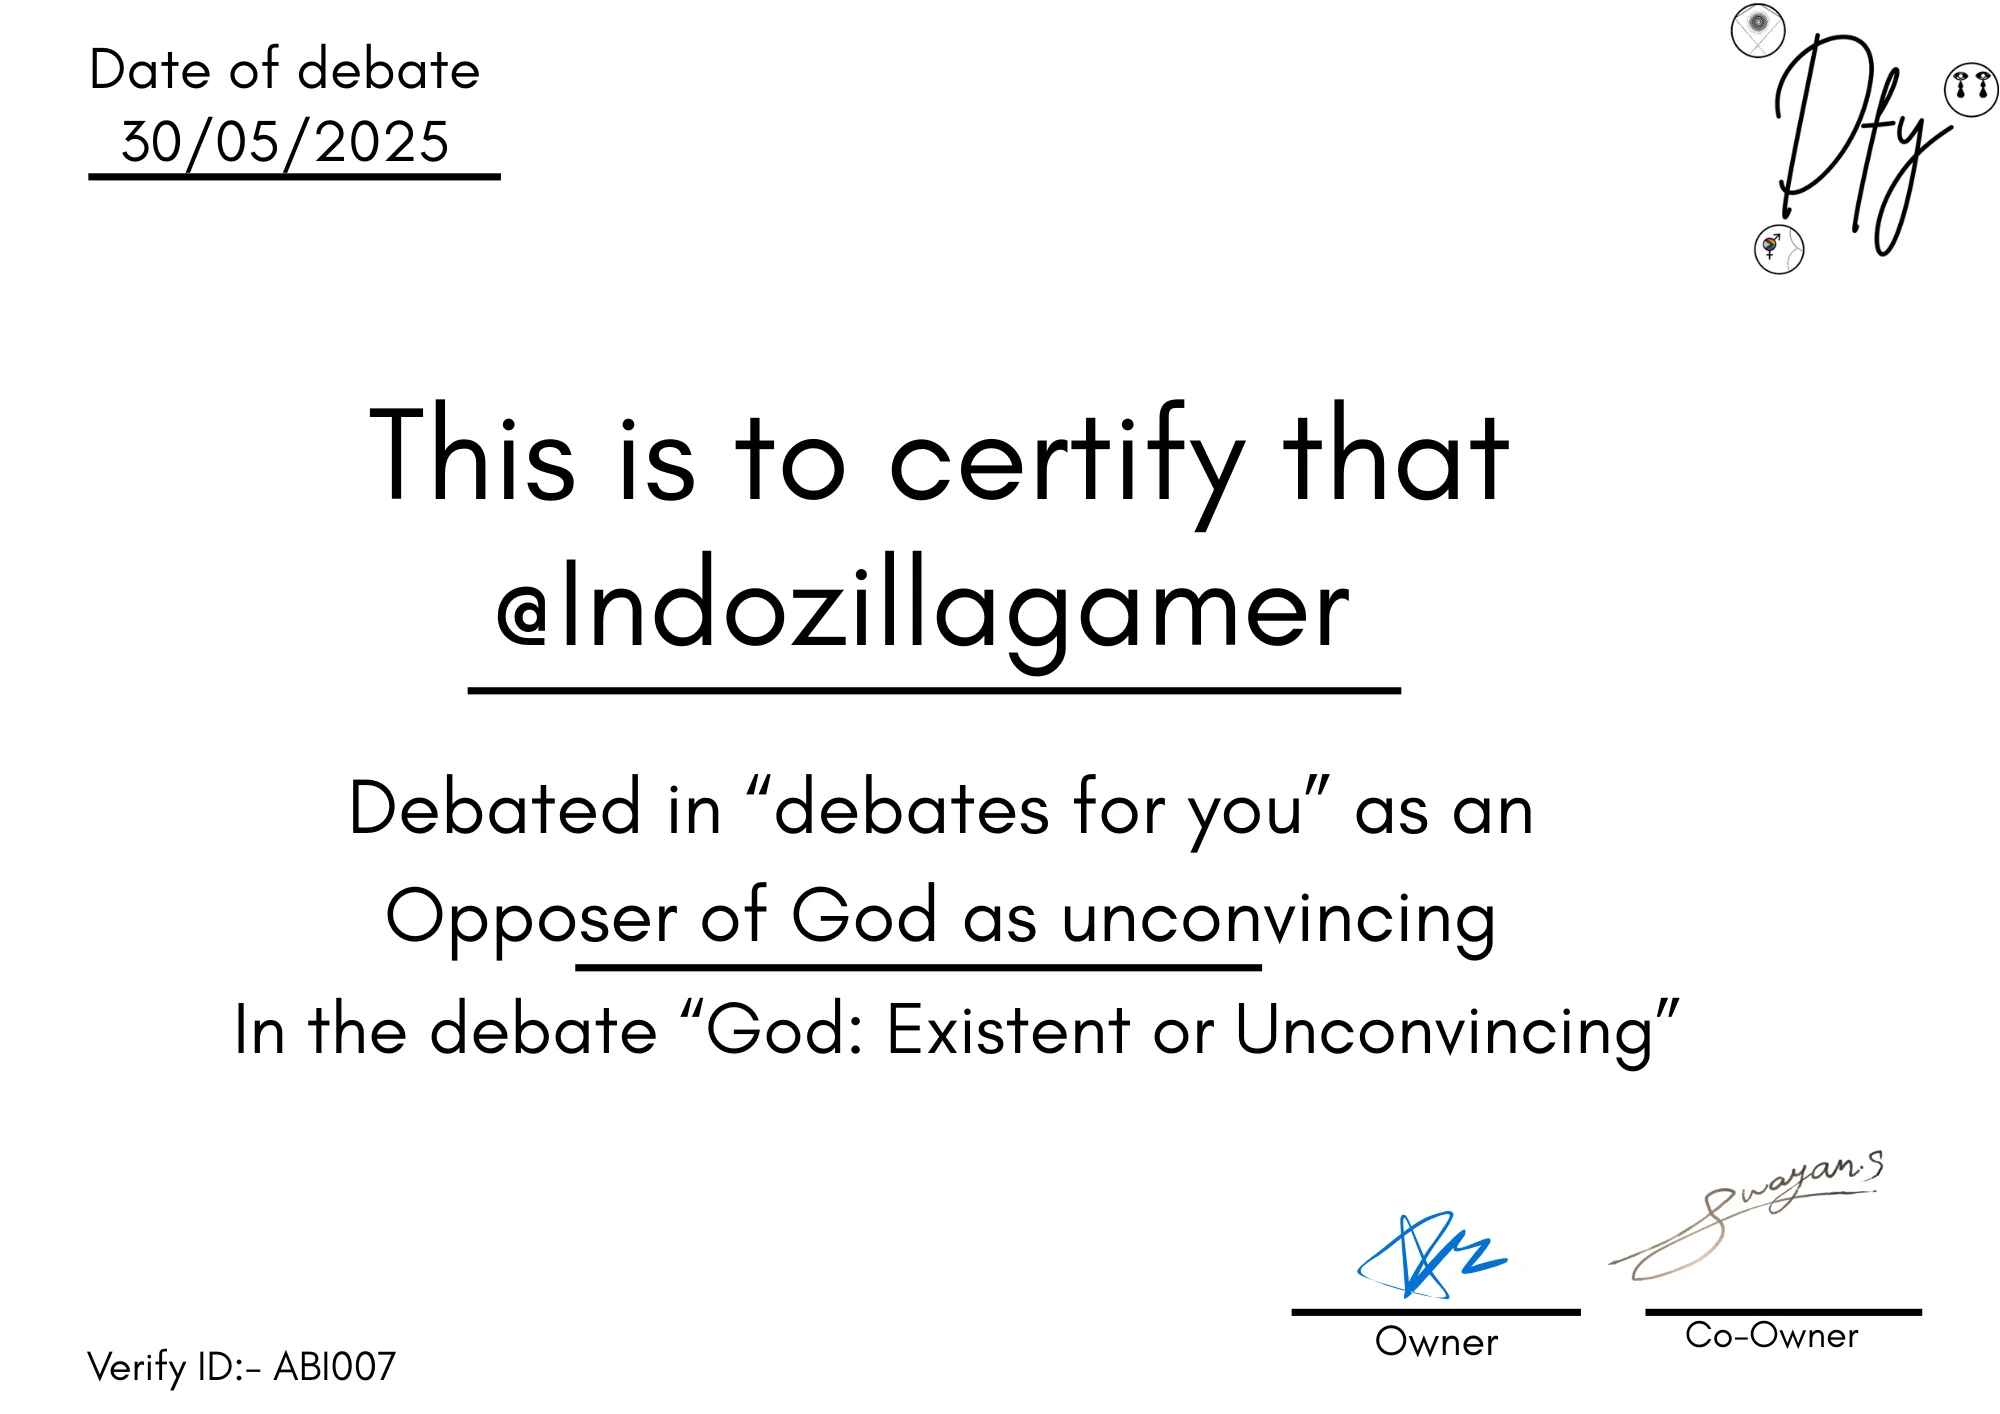 Date of debate
30/05/2025
Dfy
This is to certify that
@Indozillagamer
Debated in “debates for you” as an
Opposer of God as unconvincing
In the debate “God: Existent or Unconvincing”
Swayan.S
Owner
Co-Owner
Verify ID:- ABI007